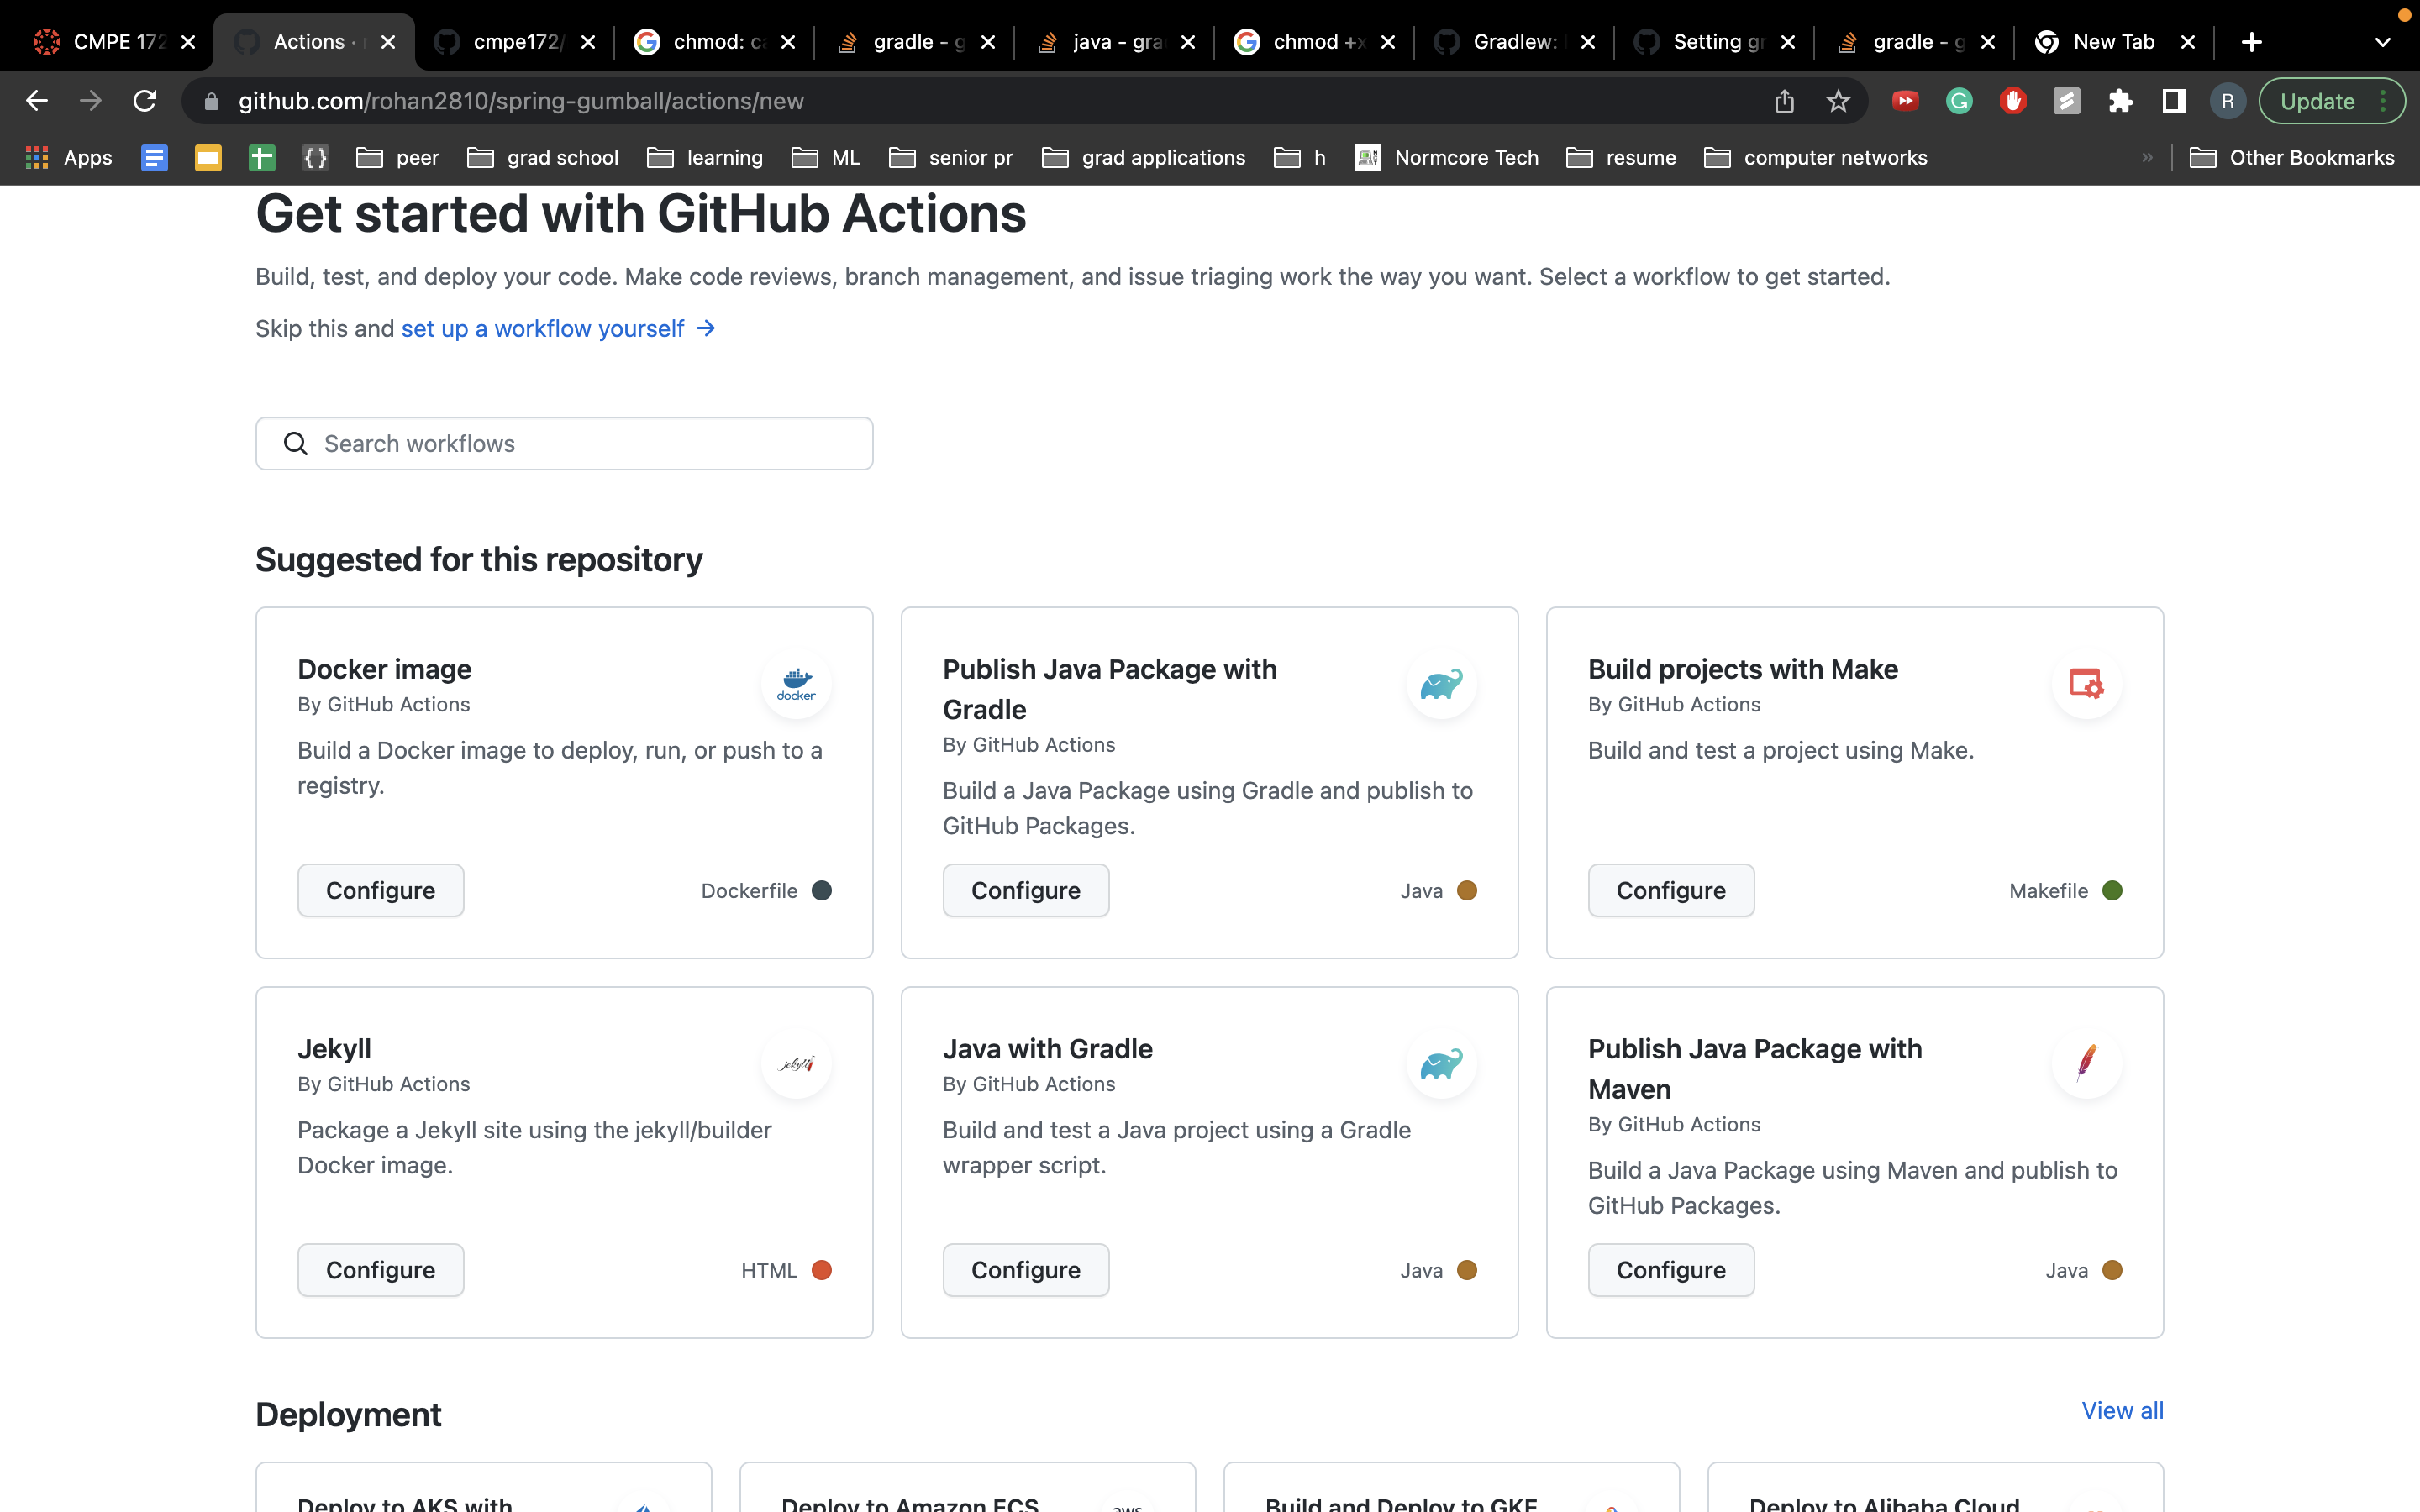 CMPE 172
Actions ·
cmpe172/
chmod: ca
gradle - g
java - gra
chmod +x
Gradlew:
Setting gr
gradle - g
New Tab
github.com/rohan2810/spring-gumball/actions/new
R
Update
Apps
peer
grad school
learning
ML
senior pr
grad applications
h
Normcore Tech
resume
computer networks
»
Other Bookmarks
Get started with GitHub Actions
Build, test, and deploy your code. Make code reviews, branch management, and issue triaging work the way you want. Select a workflow to get started.
Skip this and set up a workflow yourself →
Search workflows
Suggested for this repository
Docker image
By GitHub Actions
docker
Build a Docker image to deploy, run, or push to a
registry.
Configure
Dockerfile
Publish Java Package with
Gradle
By GitHub Actions
Build a Java Package using Gradle and publish to
GitHub Packages.
Configure
Java
Build projects with Make
By GitHub Actions
Build and test a project using Make.
Configure
Makefile
Jekyll
By GitHub Actions
jekyll
Package a Jekyll site using the jekyll/builder
Docker image.
Configure
HTML
Java with Gradle
By GitHub Actions
Build and test a Java project using a Gradle
wrapper script.
Configure
Java
Publish Java Package with
Maven
By GitHub Actions
Build a Java Package using Maven and publish to
GitHub Packages.
Configure
Java
Deployment
View all
Deploy to AKS with
Deploy to Amazon ECS
aws
Build and Deploy to GKE
Deploy to Alibaba Cloud